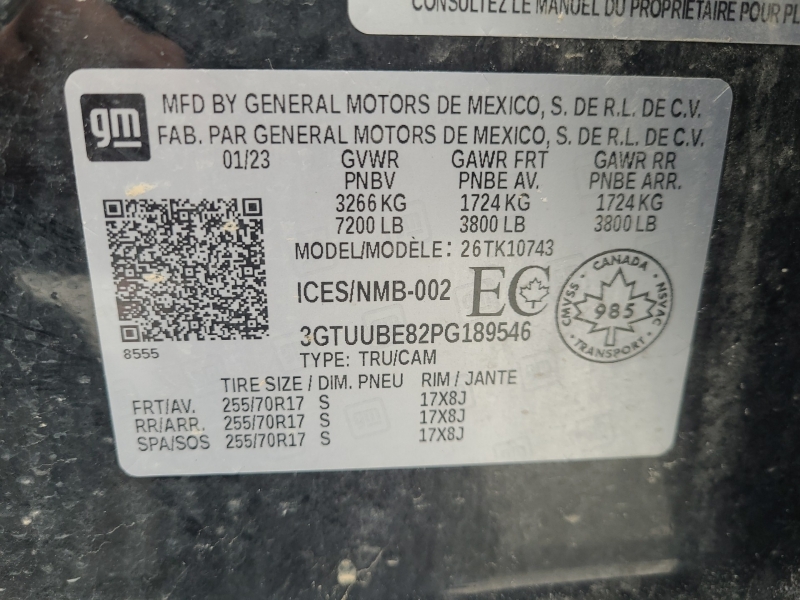 CONSULTEZ LE MANUEL DU PROPRIÉTAIRE POUR PL
gm
MFD BY GENERAL MOTORS DE MEXICO, S. DE R.L. DE C.V.
FAB. PAR GENERAL MOTORS DE MEXICO, S. DE R.L. DE C.V.
01/23 GVWR GAWR FRT GAWR RR
PNBV PNBE AV. PNBE ARR.
3266 KG 1724 KG 1724 KG
7200 LB 3800 LB 3800 LB
MODEL/MODÈLE: 26TK10743
ICES/NMB-002 EC
CANADA
CMVSS 985 NSVAC
TRANSPORT
3GTUUBE82PG189546
8555
TYPE: TRU/CAM
TIRE SIZE / DIM. PNEU RIM / JANTE
FRT/AV. 255/70R17 S 17X8J
RR/ARR. 255/70R17 S 17X8J
SPA/SOS 255/70R17 S 17X8J